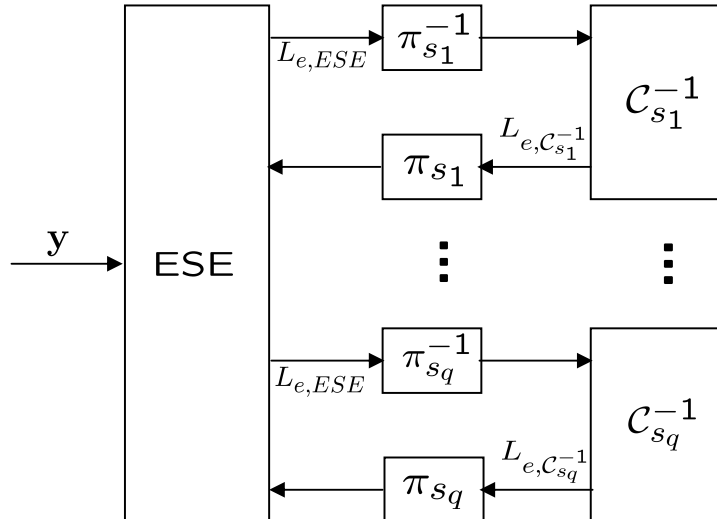 π_{s_1}^{-1}
L_{e,ESE}
C_{s_1}^{-1}
L_{e,C_{s_1}^{-1}}
π_{s_1}
y
ESE
π_{s_q}^{-1}
L_{e,ESE}
C_{s_q}^{-1}
L_{e,C_{s_q}^{-1}}
π_{s_q}